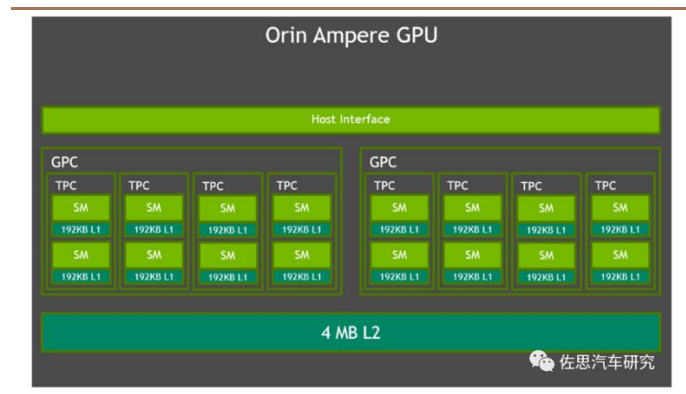 Orin Ampere GPU
Host Interface
GPC GPC
TPC TPC TPC TPC TPC TPC TPC TPC
SM SM SM SM SM SM SM SM
192KB L1 192KB L1 192KB L1 192KB L1 192KB L1 192KB L1 192KB L1 192KB L1
SM SM SM SM SM SM SM SM
192KB L1 192KB L1 192KB L1 192KB L1 192KB L1 192KB L1 192KB L1 192KB L1
4 MB L2
佐思汽车研究